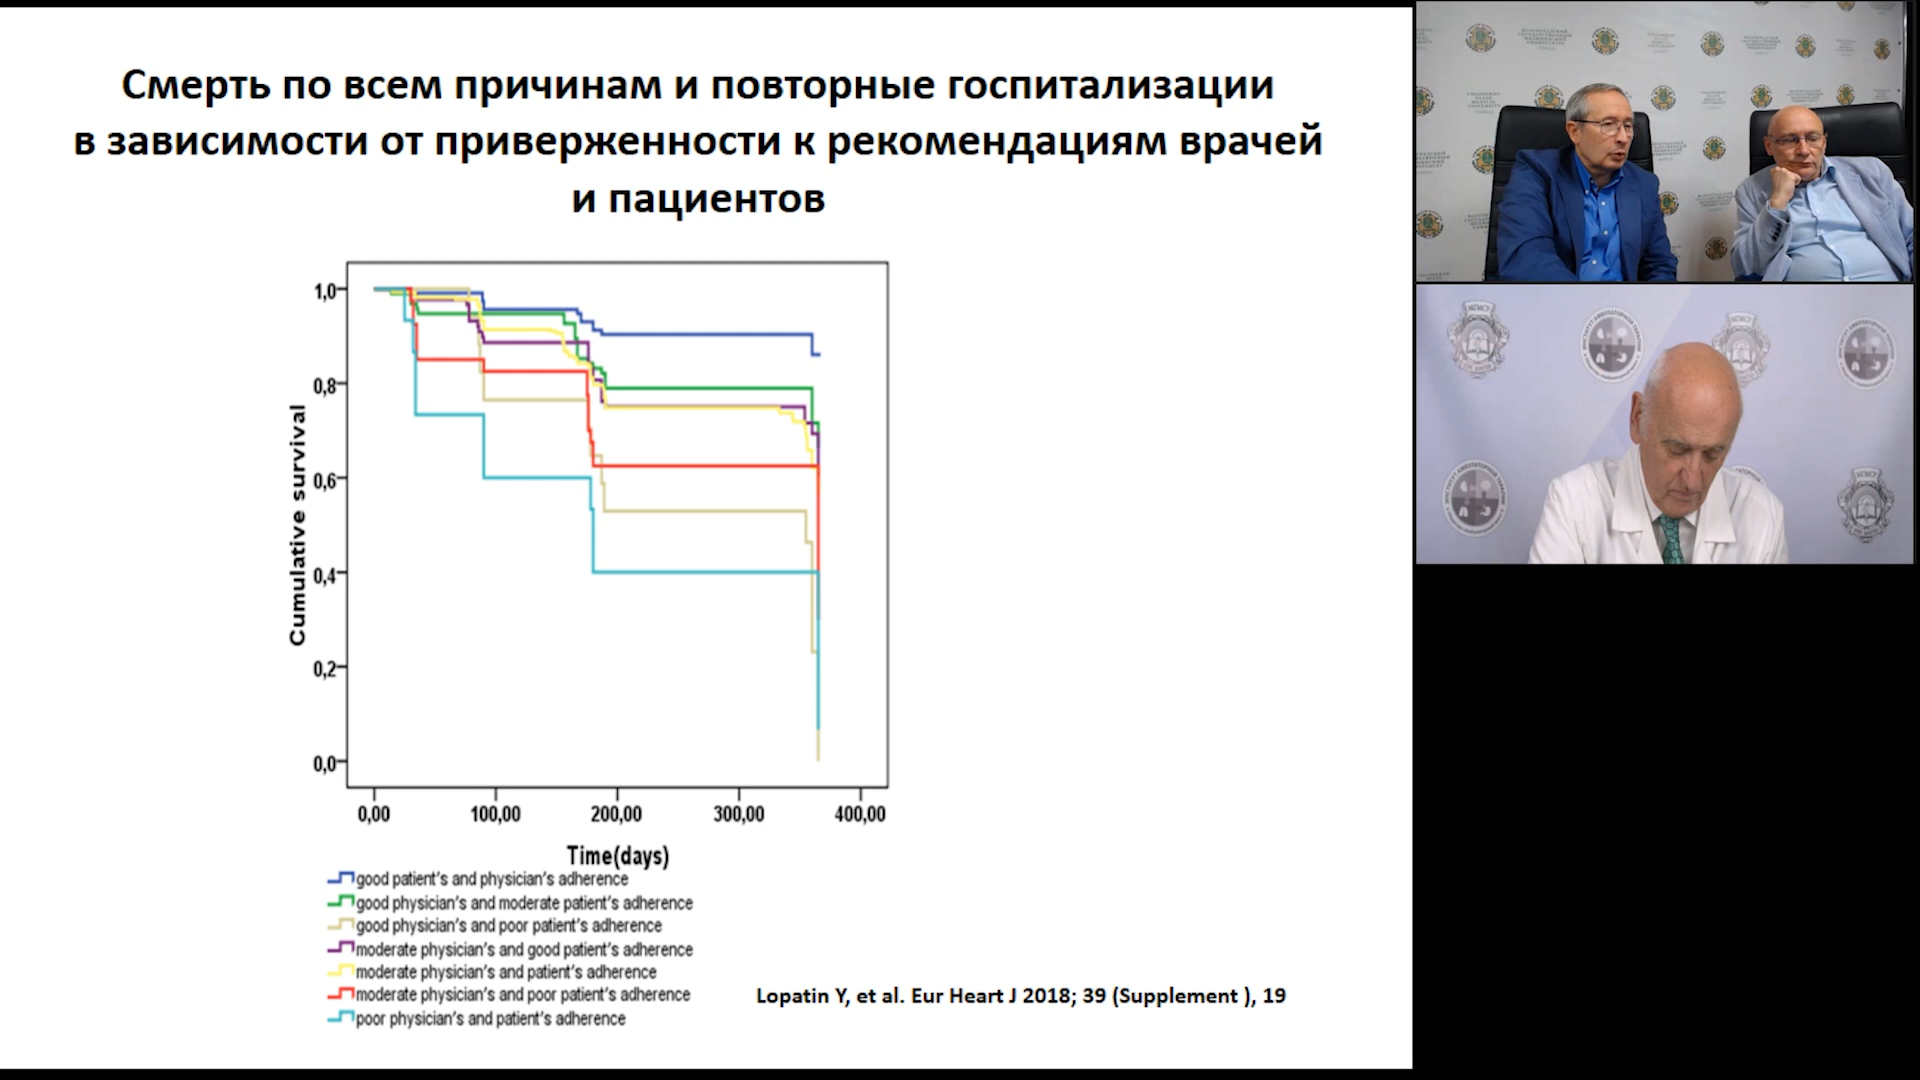 Смерть по всем причинам и повторные госпитализации
в зависимости от приверженности к рекомендациям врачей
и пациентов
Cumulative survival
1,0
0,8
0,6
0,4
0,2
0,0
0,00 100,00 200,00 300,00 400,00
Time(days)
good patient's and physician's adherence
good physician's and moderate patient's adherence
good physician's and poor patient's adherence
moderate physician's and good patient's adherence
moderate physician's and patient's adherence
moderate physician's and poor patient's adherence
poor physician's and patient's adherence
Lopatin Y, et al. Eur Heart J 2018; 39 (Supplement ), 19